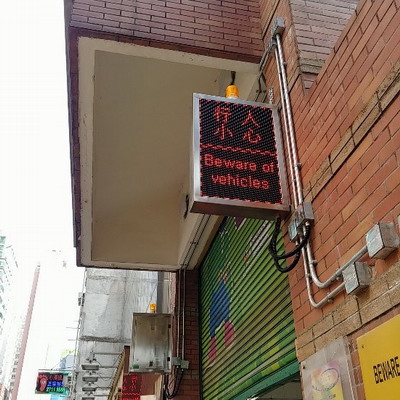 行人
小心
Beware of
vehicles
BEWARE